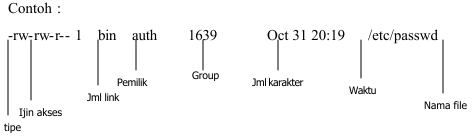 Contoh :
-rw-rw-r-- 1 bin auth 1639 Oct 31 20:19 /etc/passwd
Pemilik Group Jml karakter
Jml link Waktu
Ijin akses Nama file
tipe